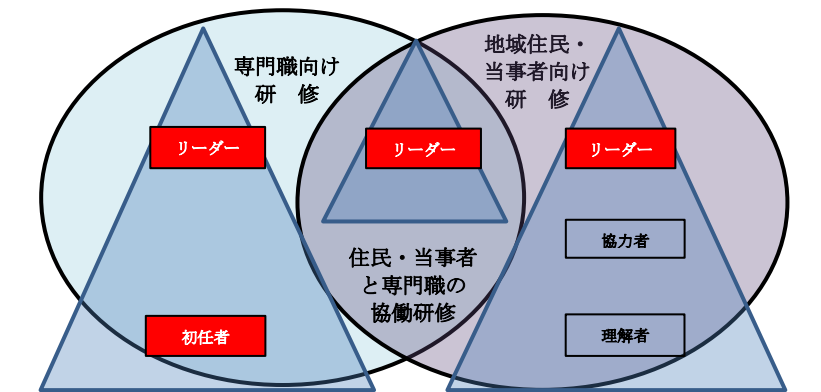 専門職向け
研　修
リーダー
初任者
リーダー
住民・当事者
と専門職の
協働研修
地域住民・
当事者向け
研　修
リーダー
協力者
理解者